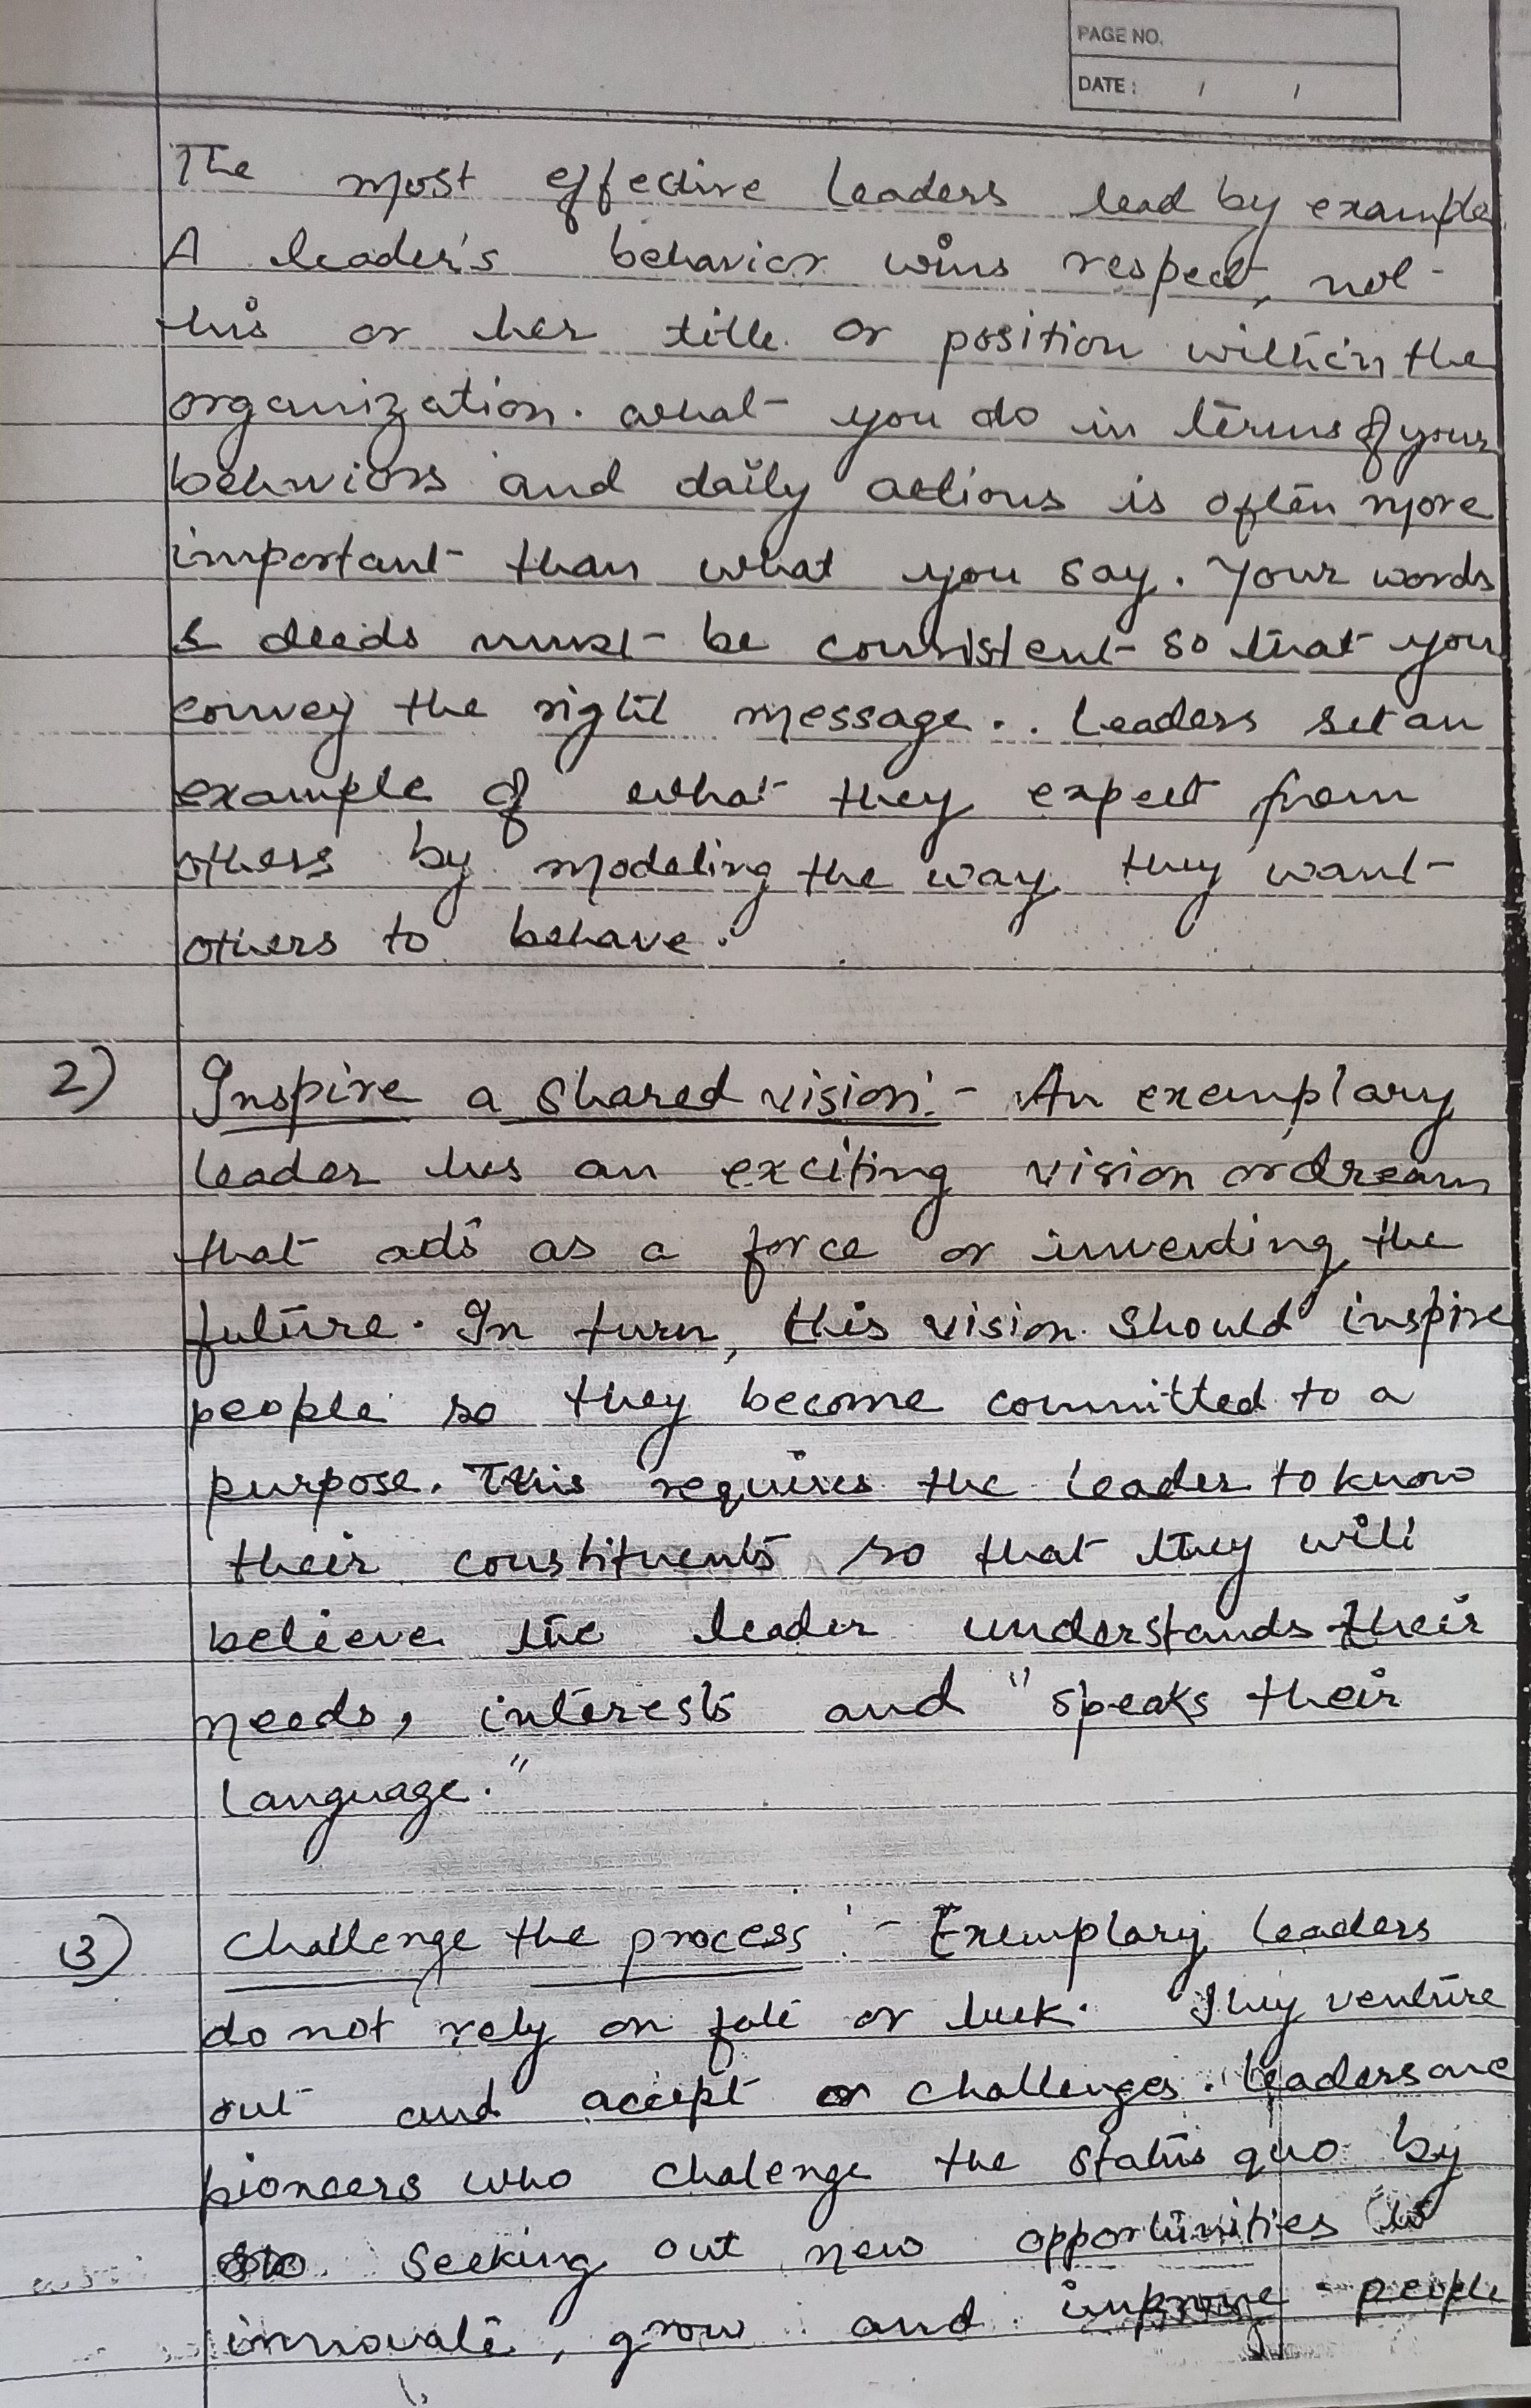 PAGE NO.
DATE : / /
The most effective leaders lead by example
A leader's behavior wins respect, not
his or her title or position within the
organization. what you do in terms of your
behaviors and daily actions is often more
important than what you say. Your words
& deeds must be consistent so that you
convey the right message.. Leaders set an
example of what they expect from
others by modeling the way they want
others to behave.
2) Inspire a shared vision :- An exemplary
leader has an exciting vision or dream
that acts as a force or inventing the
future. In turn, this vision should inspire
people so they become committed to a
purpose. This requires the leader to know
their constituents so that they will
believe the leader understands their
needs, interests and "speaks their
language."
(3) Challenge the process :- Exemplary leaders
do not rely on fate or luck. They venture
out and accept challenges. Leaders are
pioneers who chalenge the status quo by
seeking out new opportunities to
innovate, grow and improve people